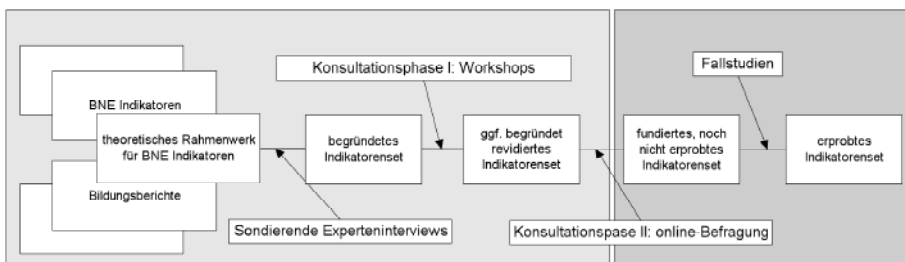 Konsultationsphase I: Workshops
Fallstudien
BNE Indikatoren
theoretisches Rahmenwerk
für BNE Indikatoren
begründetes
Indikatorenset
ggf. begründet
revidiertes
Indikatorenset
fundiertes, noch
nicht erprobtes
Indikatorenset
erprobtes
Indikatorenset
Bildungsberichte
Sondierende Experteninterviews
Konsultationspase II: online-Befragung